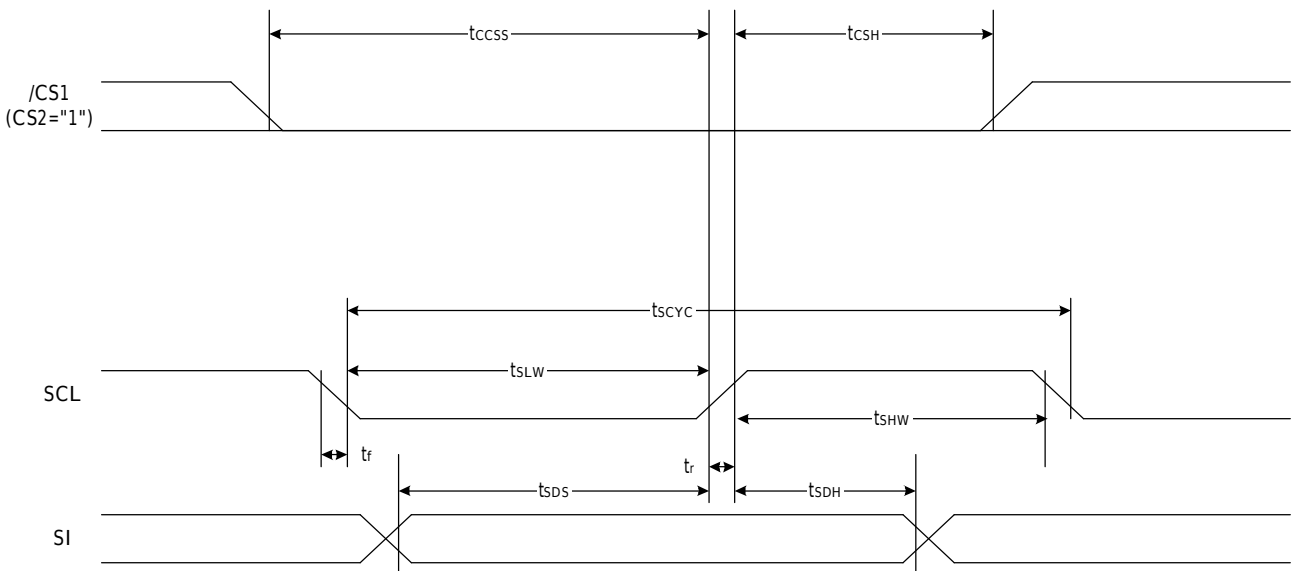 tCCSS
tCSH
/CS1
(CS2="1")
tSCYC
tSLW
SCL
tSHW
tf
tr
tSDS
tSDH
SI